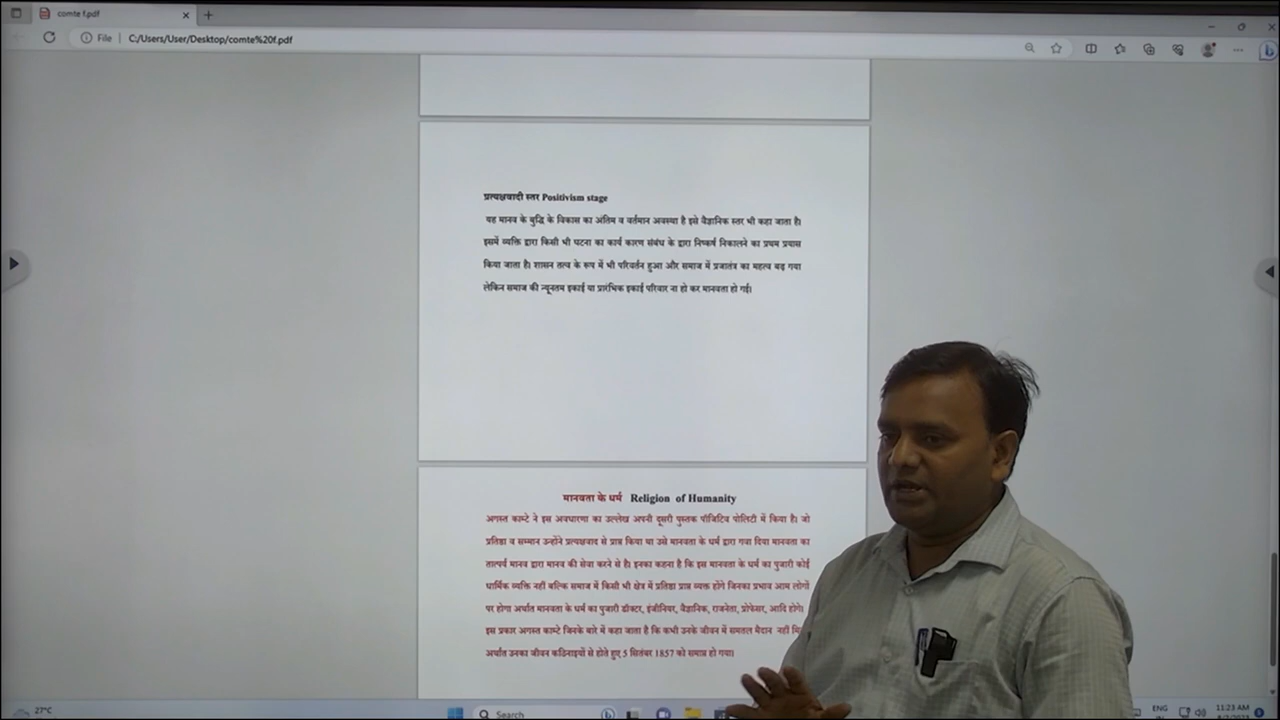 comte f.pdf
File
C:/Users/User/Desktop/comte%20f.pdf
प्रत्यक्षवादी स्तर Positivism stage
यह मानव के बुद्धि के विकास का अंतिम व वर्तमान अवस्था है इसे वैज्ञानिक स्तर भी कहा जाता है।
इसमें व्यक्ति द्वारा किसी भी घटना का कार्य कारण संबंध के द्वारा निष्कर्ष निकालने का प्रथम प्रयास
किया जाता है। शासन तत्व के रूप में भी परिवर्तन हुआ और समाज में प्रजातंत्र का महत्व बढ़ गया
लेकिन समाज की न्यूनतम इकाई या प्रारंभिक इकाई परिवार ना हो कर मानवता हो गई।
मानवता के धर्म Religion of Humanity
अगस्त काम्टे ने इस अवधारणा का उल्लेख अपनी दूसरी पुस्तक पॉजिटिव पोलिटी में किया है। जो
प्रतिष्ठा व सम्मान उन्होंने प्रत्यक्षवाद से प्राप्त किया था उसे मानवता के धर्म द्वारा गवा दिया मानवता का
तात्पर्य मानव द्वारा मानव की सेवा करने से है। इनका कहना है कि इस मानवता के धर्म का पुजारी कोई
धार्मिक व्यक्ति नहीं बल्कि समाज में किसी भी क्षेत्र में प्रतिष्ठा प्राप्त व्यक्त होंगे जिनका प्रभाव आम लोगों
पर होगा अर्थात मानवता के धर्म का पुजारी डॉक्टर, इंजीनियर, वैज्ञानिक, राजनेता, प्रोफेसर, आदि होगे।
इस प्रकार अगस्त काम्टे जिनके बारे में कहा जाता है कि कभी उनके जीवन में समतल मैदान नहीं
अर्थात उनका जीवन कठिनाइयों से होते हुए 5 सितंबर 1857 को समाप्त हो गया।
27°C
Search
ENG
11:23 AM